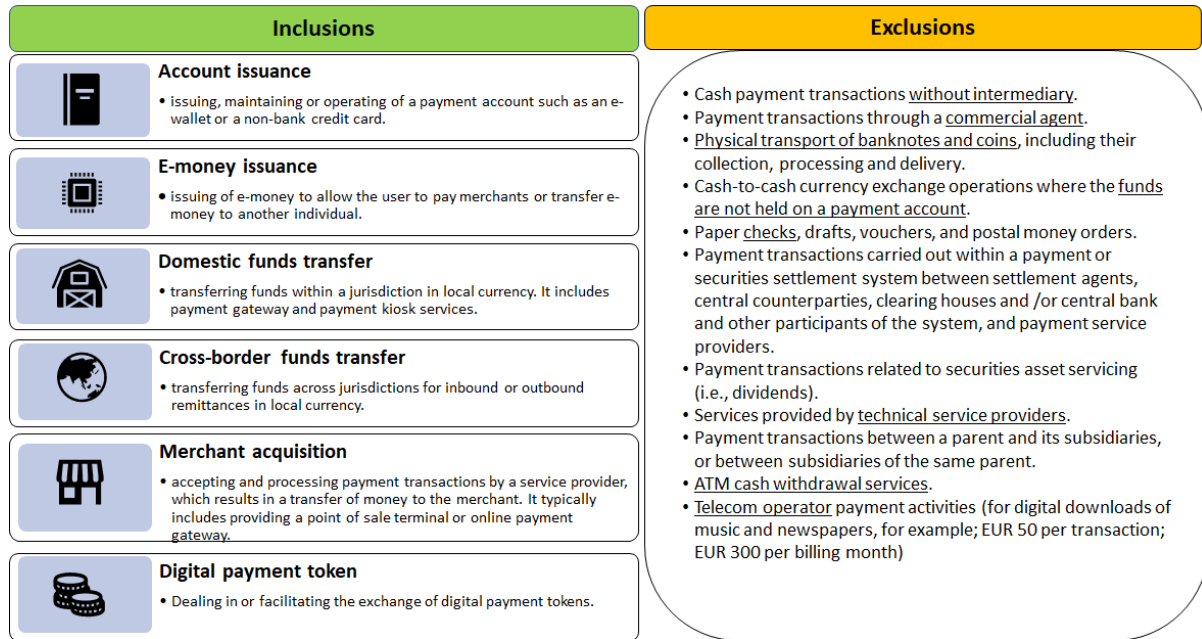 Inclusions
Account issuance
• issuing, maintaining or operating of a payment account such as an e-
wallet or a non-bank credit card.
E-money issuance
• issuing of e-money to allow the user to pay merchants or transfer e-
money to another individual.
Domestic funds transfer
• transferring funds within a jurisdiction in local currency. It includes
payment gateway and payment kiosk services.
Cross-border funds transfer
• transferring funds across jurisdictions for inbound or outbound
remittances in local currency.
Merchant acquisition
• accepting and processing payment transactions by a service provider,
which results in a transfer of money to the merchant. It typically
includes providing a point of sale terminal or online payment
gateway.
Digital payment token
• Dealing in or facilitating the exchange of digital payment tokens.
Exclusions
• Cash payment transactions without intermediary.
• Payment transactions through a commercial agent.
• Physical transport of banknotes and coins, including their
collection, processing and delivery.
• Cash-to-cash currency exchange operations where the funds
are not held on a payment account.
• Paper checks, drafts, vouchers, and postal money orders.
• Payment transactions carried out within a payment or
securities settlement system between settlement agents,
central counterparties, clearing houses and /or central bank
and other participants of the system, and payment service
providers.
• Payment transactions related to securities asset servicing
(i.e., dividends).
• Services provided by technical service providers.
• Payment transactions between a parent and its subsidiaries,
or between subsidiaries of the same parent.
• ATM cash withdrawal services.
• Telecom operator payment activities (for digital downloads of
music and newspapers, for example; EUR 50 per transaction;
EUR 300 per billing month)